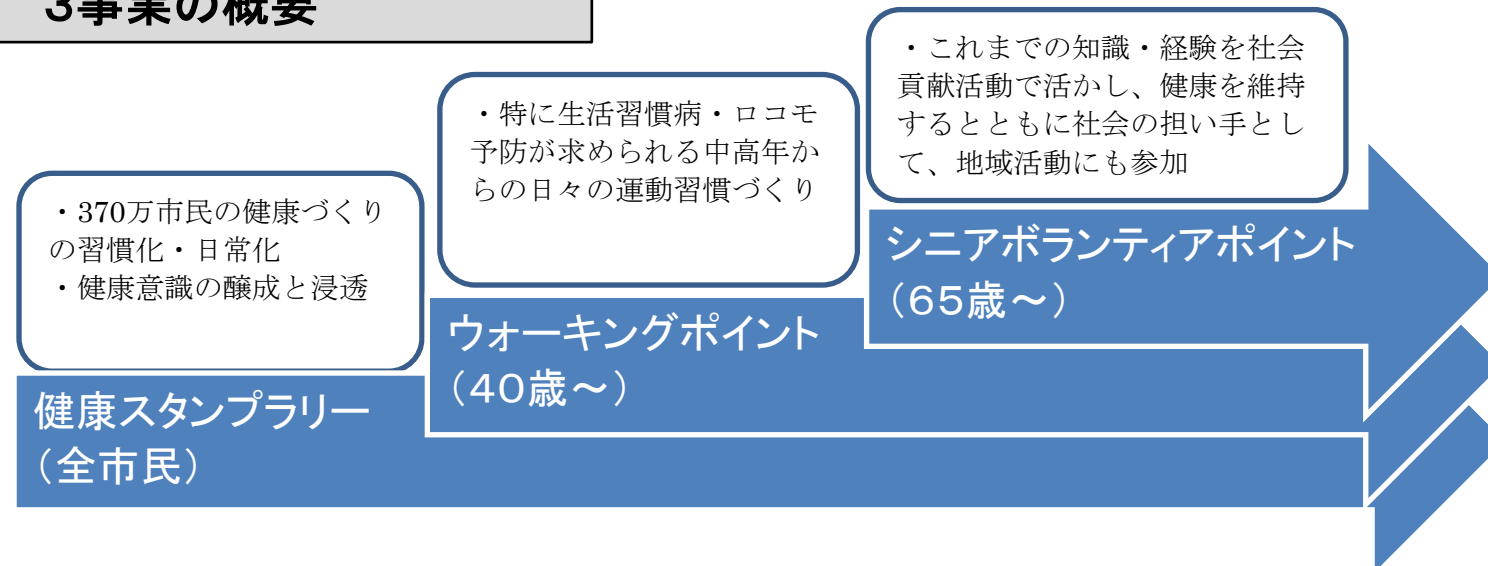 3事業の概要
・これまでの知識・経験を社会
貢献活動で活かし、健康を維持
するとともに社会の担い手とし
て、地域活動にも参加
・特に生活習慣病・ロコモ
予防が求められる中高年か
らの日々の運動習慣づくり
・370万市民の健康づくり
の習慣化・日常化
・健康意識の醸成と浸透
シニアボランティアポイント
（65歳～）
ウォーキングポイント
（40歳～）
健康スタンプラリー
（全市民）